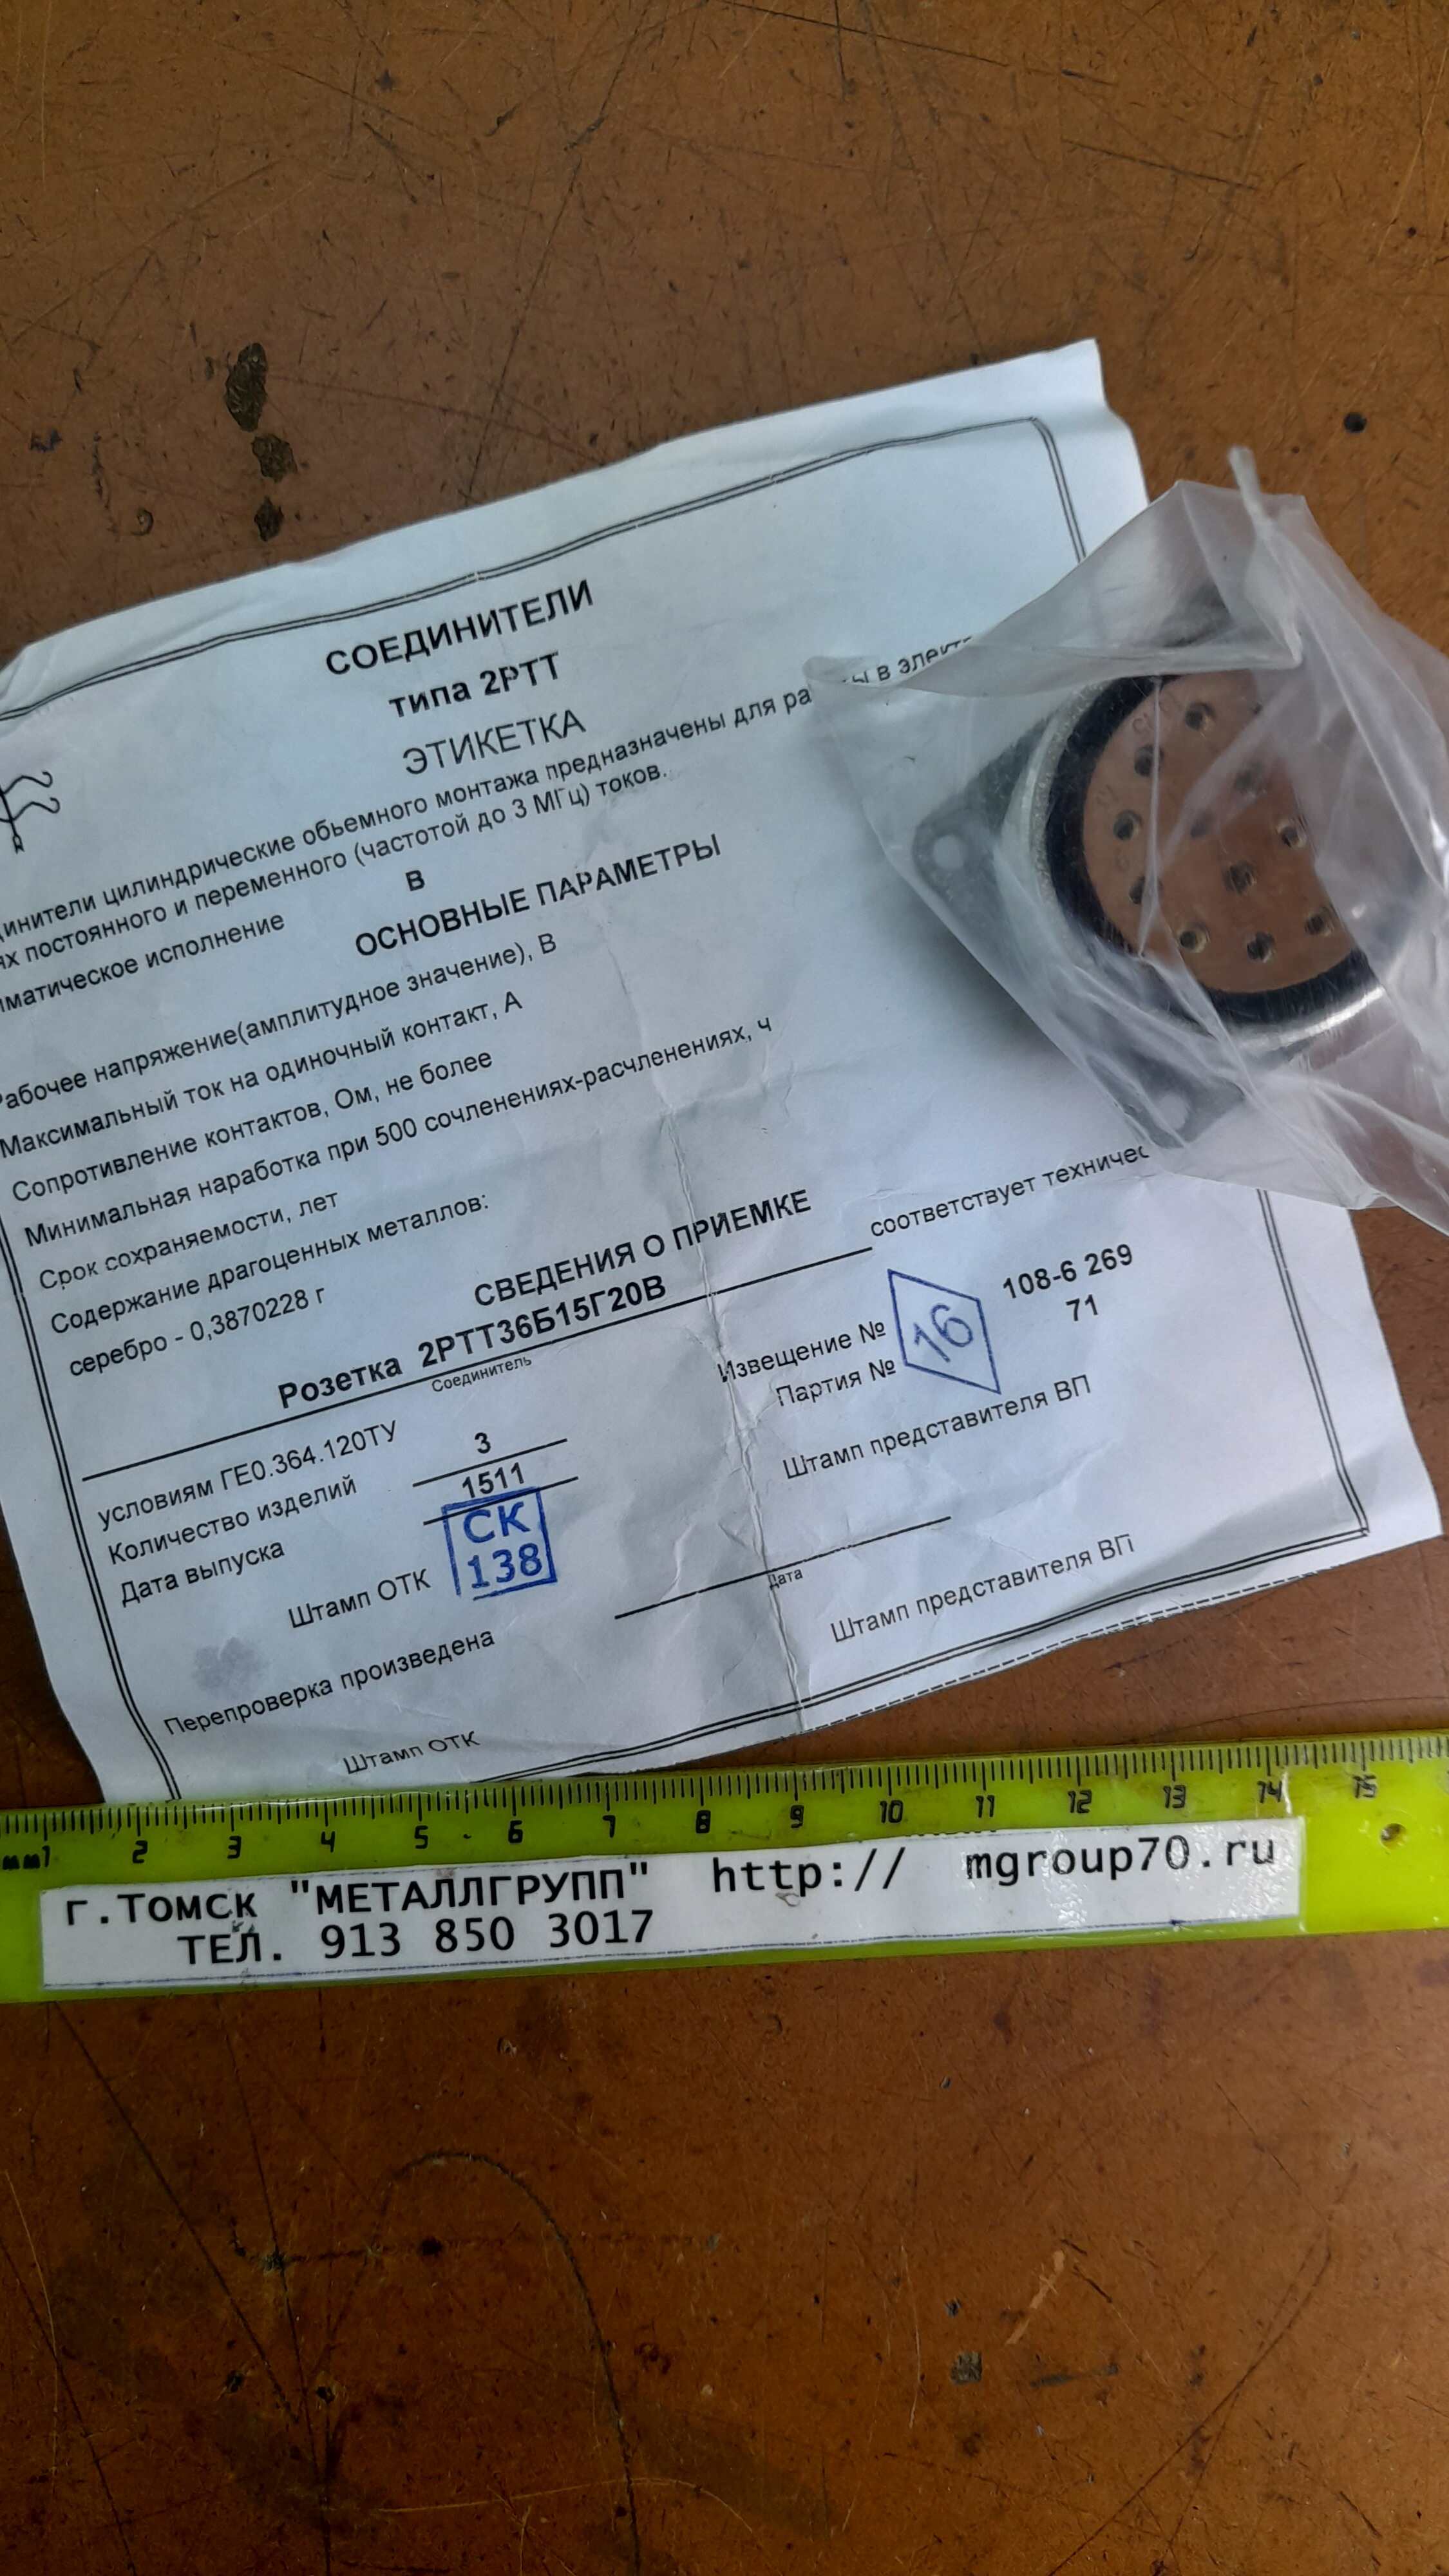 СОЕДИНИТЕЛИ
типа 2РТТ
ЭТИКЕТКА
цилиндрические обьемного монтажа предназначены для в
постоянного и переменного (частотой до 3 МГц) токов.
исполнение В
ОСНОВНЫЕ ПАРАМЕТРЫ
Рабочее напряжение(амплитудное значение), В
Максимальный ток на одиночный контакт, А
Сопротивление контактов, Ом, не более
Минимальная наработка при 500 сочленениях-расчленениях, ч
Срок сохраняемости, лет
Содержание драгоценных металлов:
серебро - 0,3870228 г
СВЕДЕНИЯ О ПРИЕМКЕ
Розетка 2РТТ36Б15Г20В соответствует
Соединитель
условиям ГЕ0.364.120ТУ
Извещение № 108-6 269
Количество изделий 3
Партия № 71
16
Дата выпуска 1511
Штамп представителя ВП
Штамп ОТК
СК
138
Перепроверка произведена
Дата
Штамп ОТК
Штамп представителя ВП
mm1 2 3 4 5 6 7 8 9 10 11 12 13 14 15
г.Томск "МЕТАЛЛГРУПП" http:// mgroup70.ru
ТЕЛ. 913 850 3017